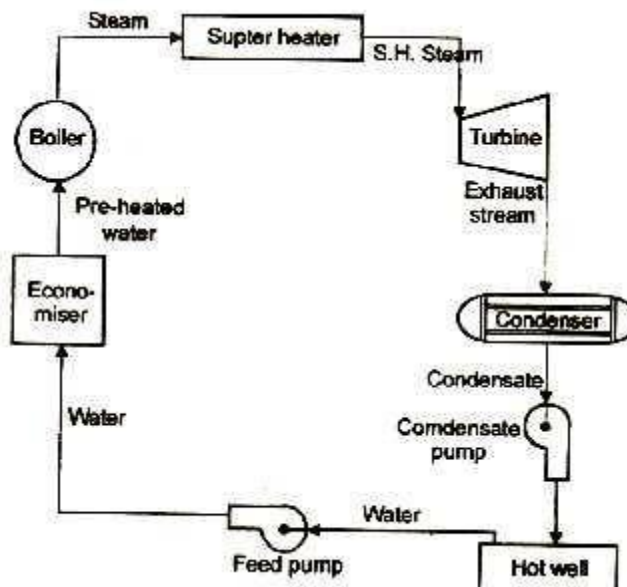 Steam
Supter heater
S.H. Steam
Boiler
Turbine
Pre-heated
water
Exhaust
stream
Econo-
miser
Condenser
Condensate
Water
Comdensate
pump
Water
Feed pump
Hot well